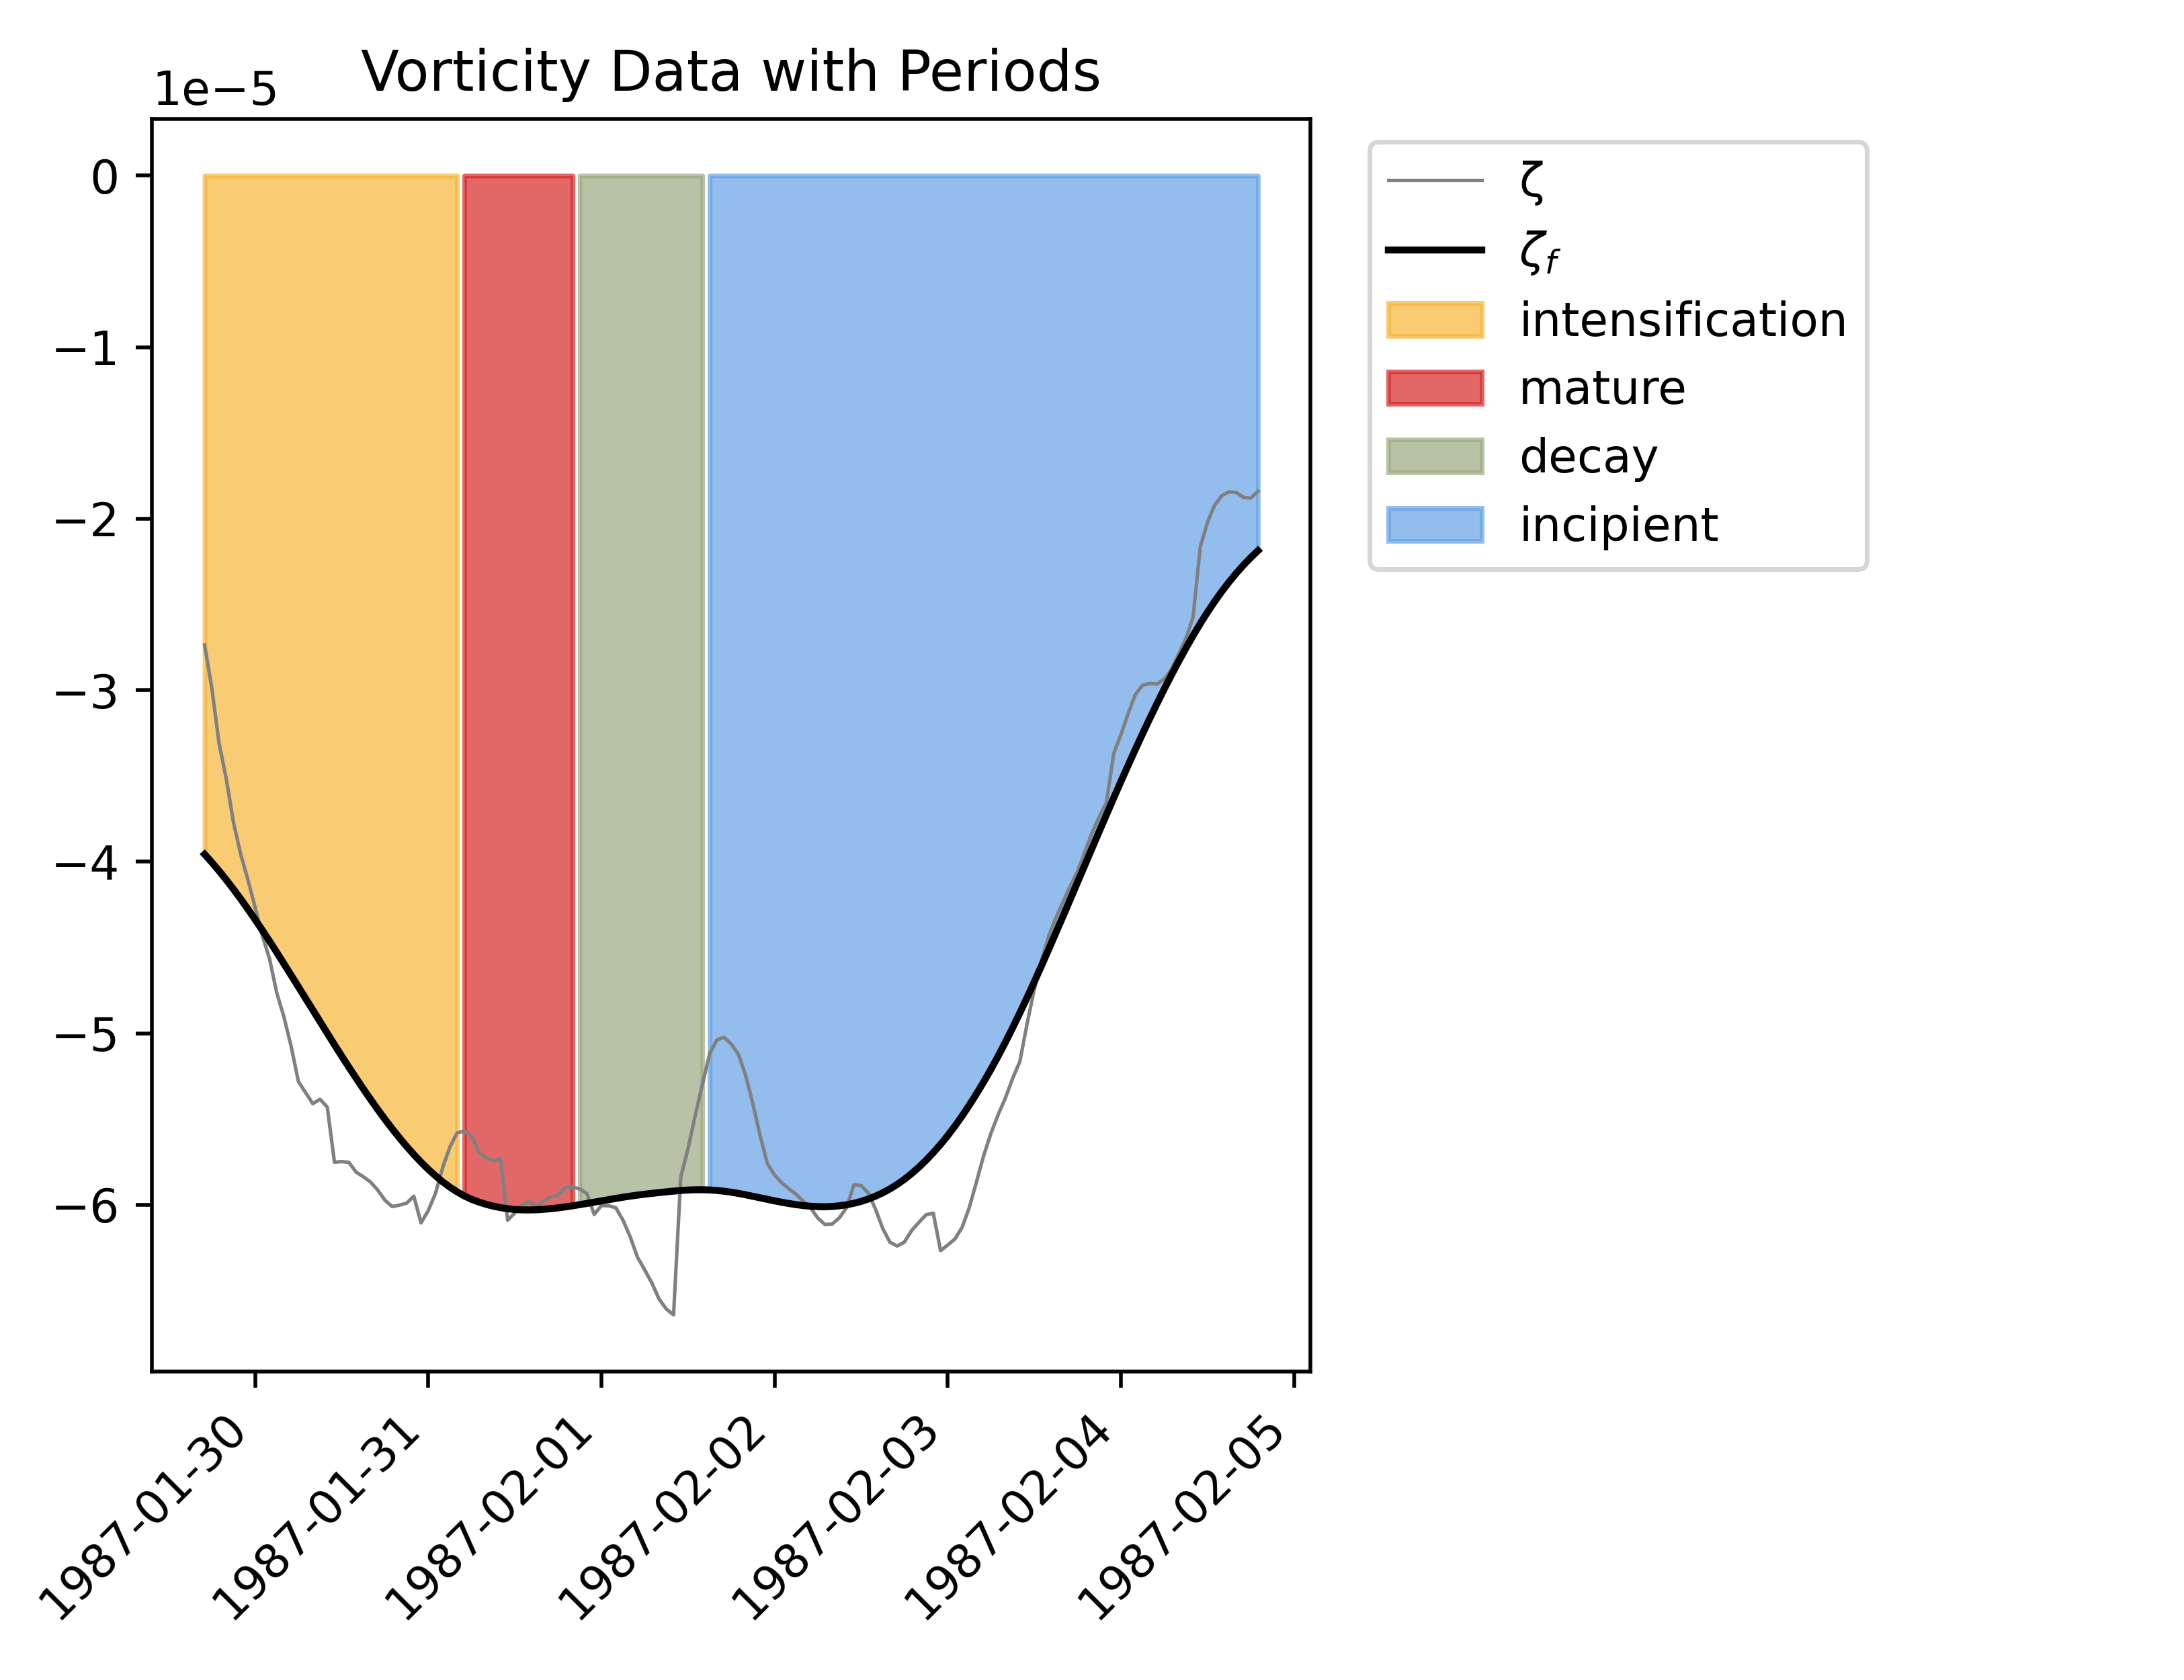 Vorticity Data with Periods
1e−5
0
−1
−2
−3
−4
−5
−6
1987-01-30
1987-01-31
1987-02-01
1987-02-02
1987-02-03
1987-02-04
1987-02-05
ζ
ζf
intensification
mature
decay
incipient